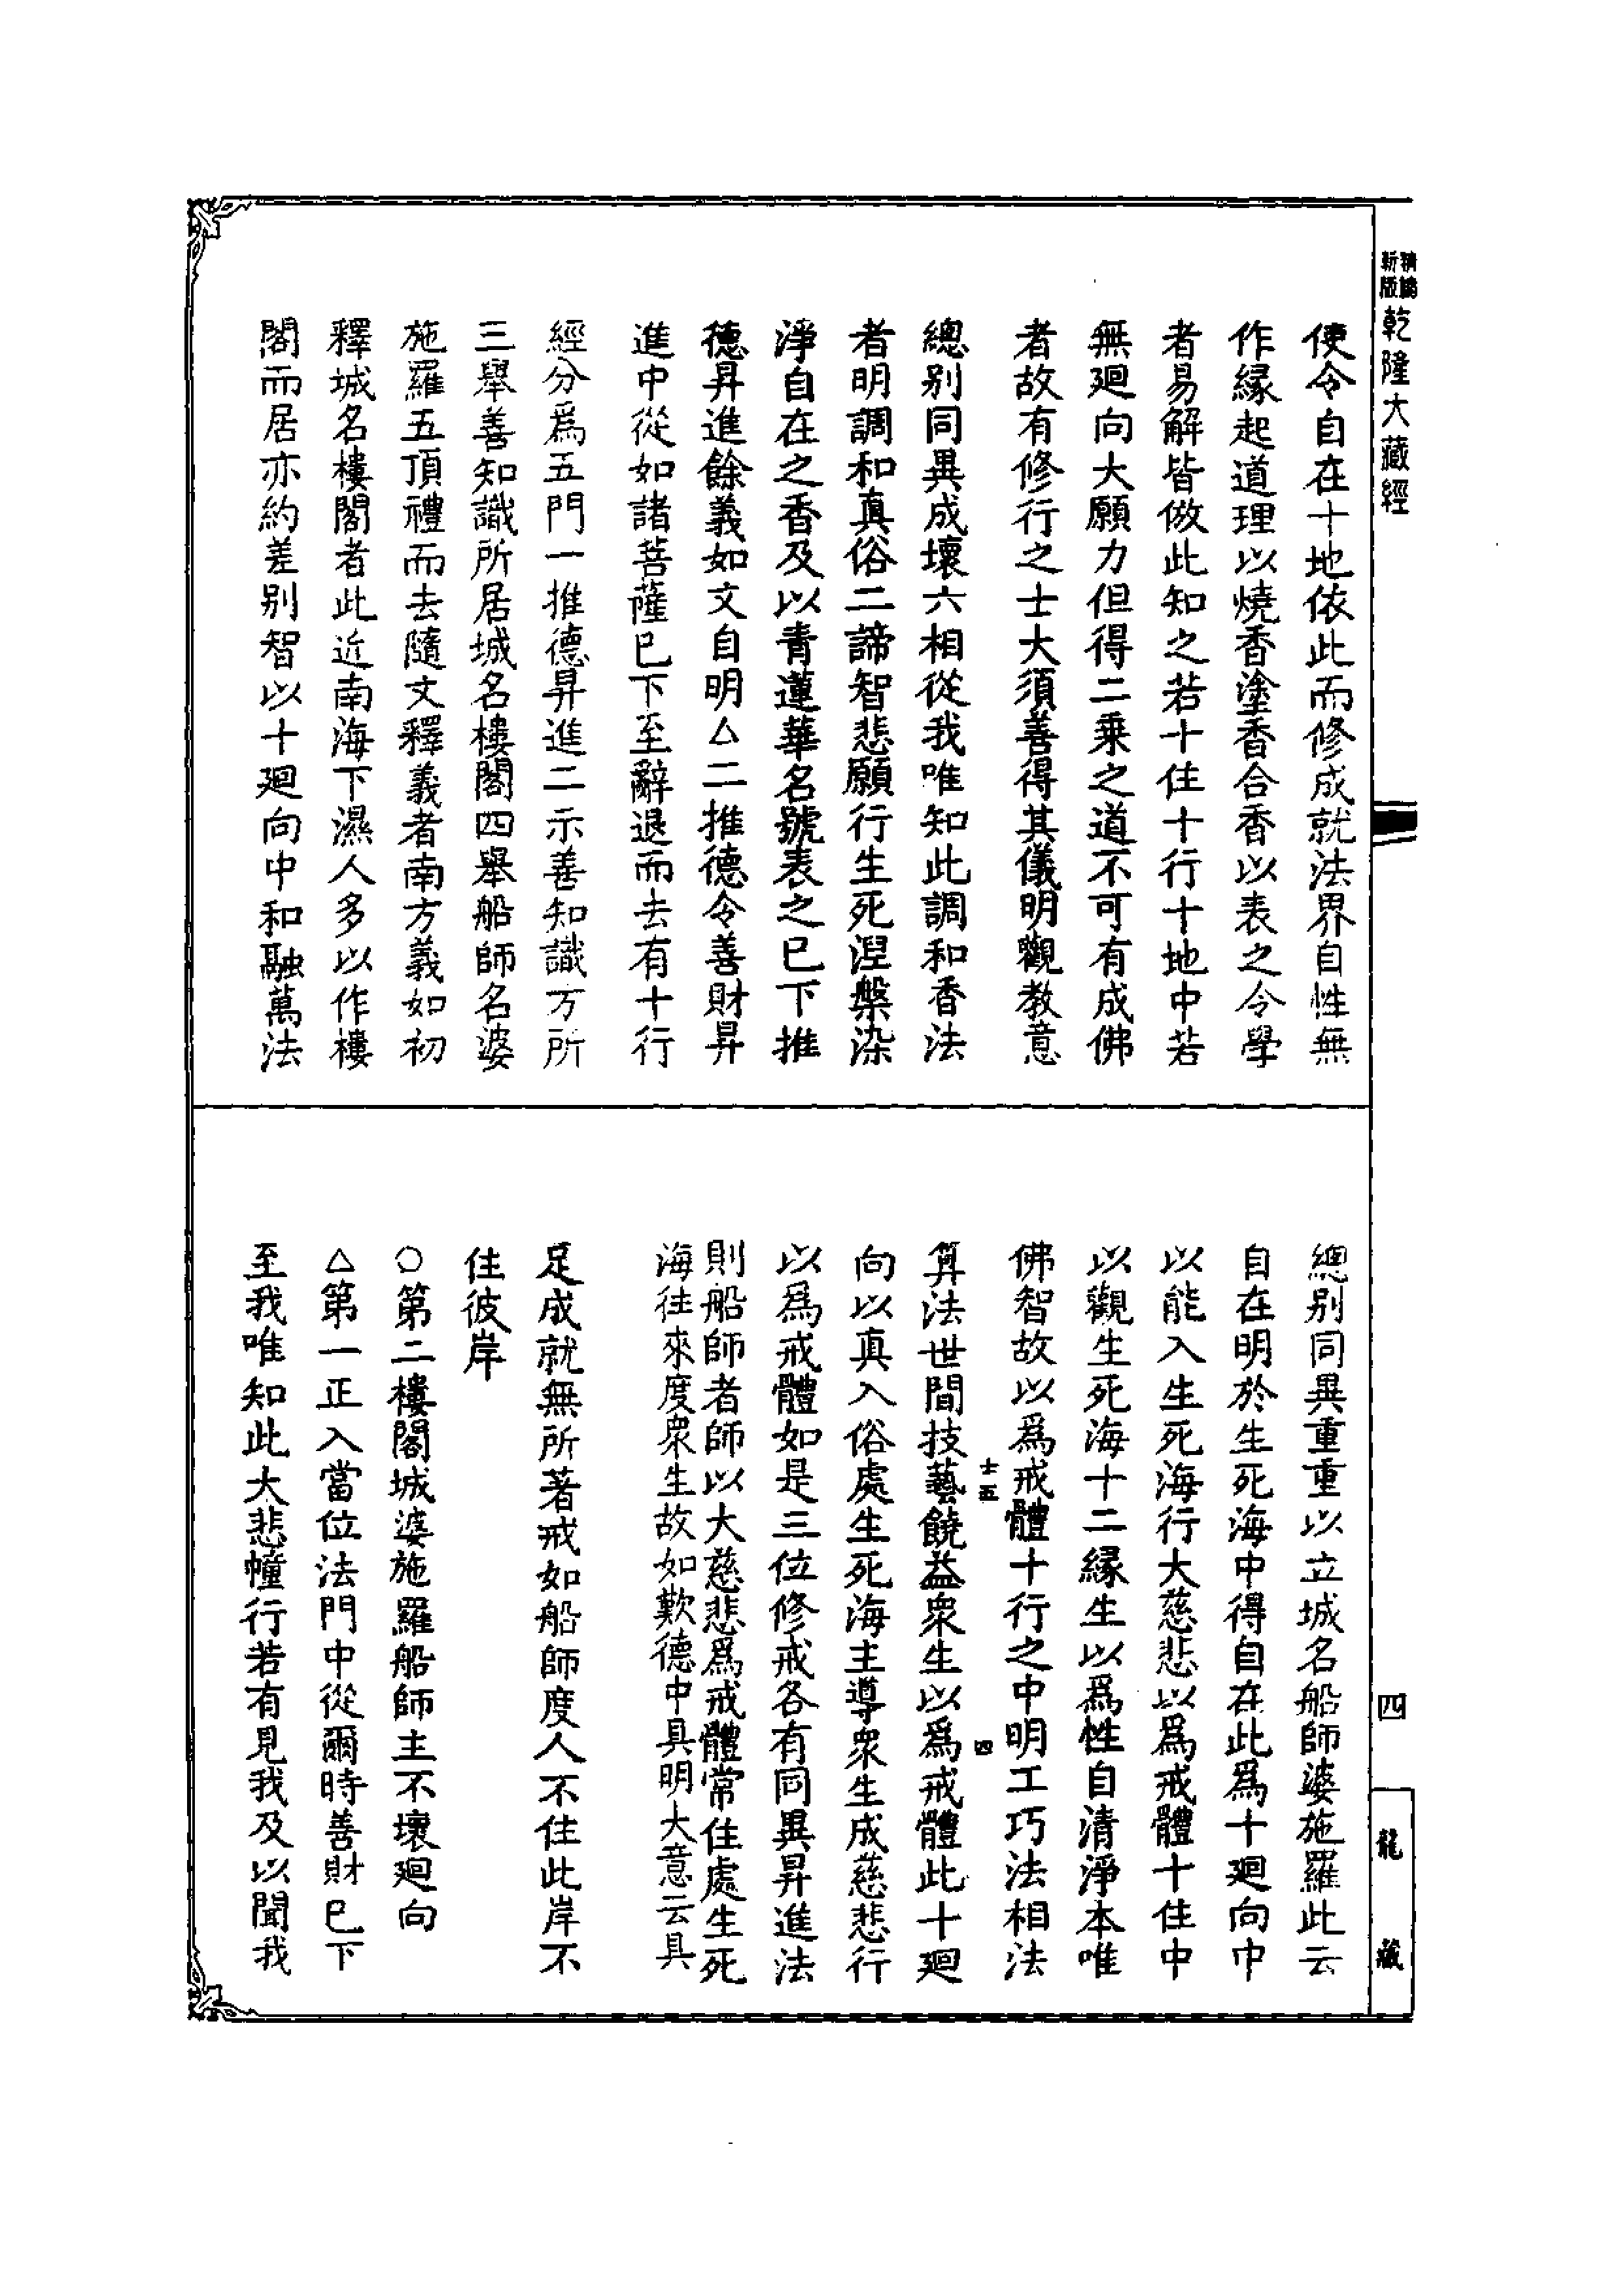 精鏽
新版
乾隆大藏經
使令自在十地依此而修成就法界自性無
作緣起道理以燒香塗香合香以表之令學
者易解皆倣此知之若十住十行十地中若
無廻向大願力但得二乘之道不可有成佛
者故有修行之士大須善得其儀明觀教意
總別同異成壞六相從我唯知此調和香法
者明調和真俗二諦智悲願行生死涅槃染
淨自在之香及以青蓮華名號表之已下推
德昇進餘義如文自明△二推德令善財昇
進中從如諸菩薩已下至辭退而去有十行
經分爲五門一推德昇進二示善知識方所
三舉善知識所居城名樓閣四舉船師名婆
施羅五頂禮而去隨文釋義者南方義如初
釋城名樓閣者此近南海下濕人多以作樓
閣而居亦約差別智以十廻向中和融萬法
總別同異重重以立城名船師婆施羅此云
自在明於生死海中得自在此爲十廻向中
以能入生死海行大慈悲以爲戒體十住中
以觀生死海十二緣生以爲性自清淨本唯
佛智故以爲戒體十行之中明工巧法相法
十五
四
算法世間技藝饒益衆生以爲戒體此十廻
向以真入俗處生死海主導衆生成慈悲行
以爲戒體如是三位修戒各有同異昇進法
則船師者師以大慈悲爲戒體常住處生死
海往來度衆生故如歎德中具明大意云具
足成就無所著戒如船師度人不住此岸不
住彼岸
○第二樓閣城婆施羅船師主不壞廻向
△第一正入當位法門中從爾時善財已下
至我唯知此大悲幢行若有見我及以聞我
四
龍
藏